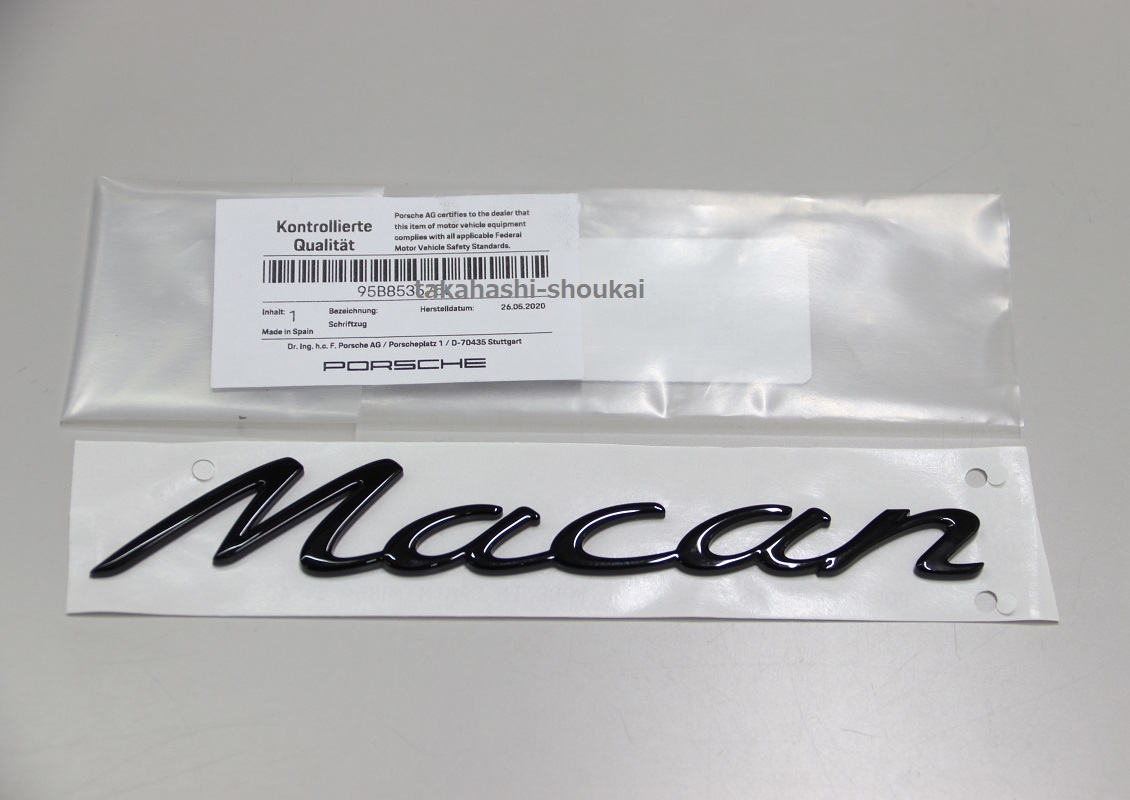 Kontrollierte
Qualität
Porsche AG certifies to the dealer that
this item of motor vehicle equipment
complies with all applicable Federal
Motor Vehicle Safety Standards.
takahashi-shoukai
Inhalt: 1
Bezeichnung:
Schriftzug
Herstelldatum: 26.05.2020
Made in Spain
Dr. Ing. h.c. F. Porsche AG / Porscheplatz 1 / D-70435 Stuttgart
PORSCHE
Macan